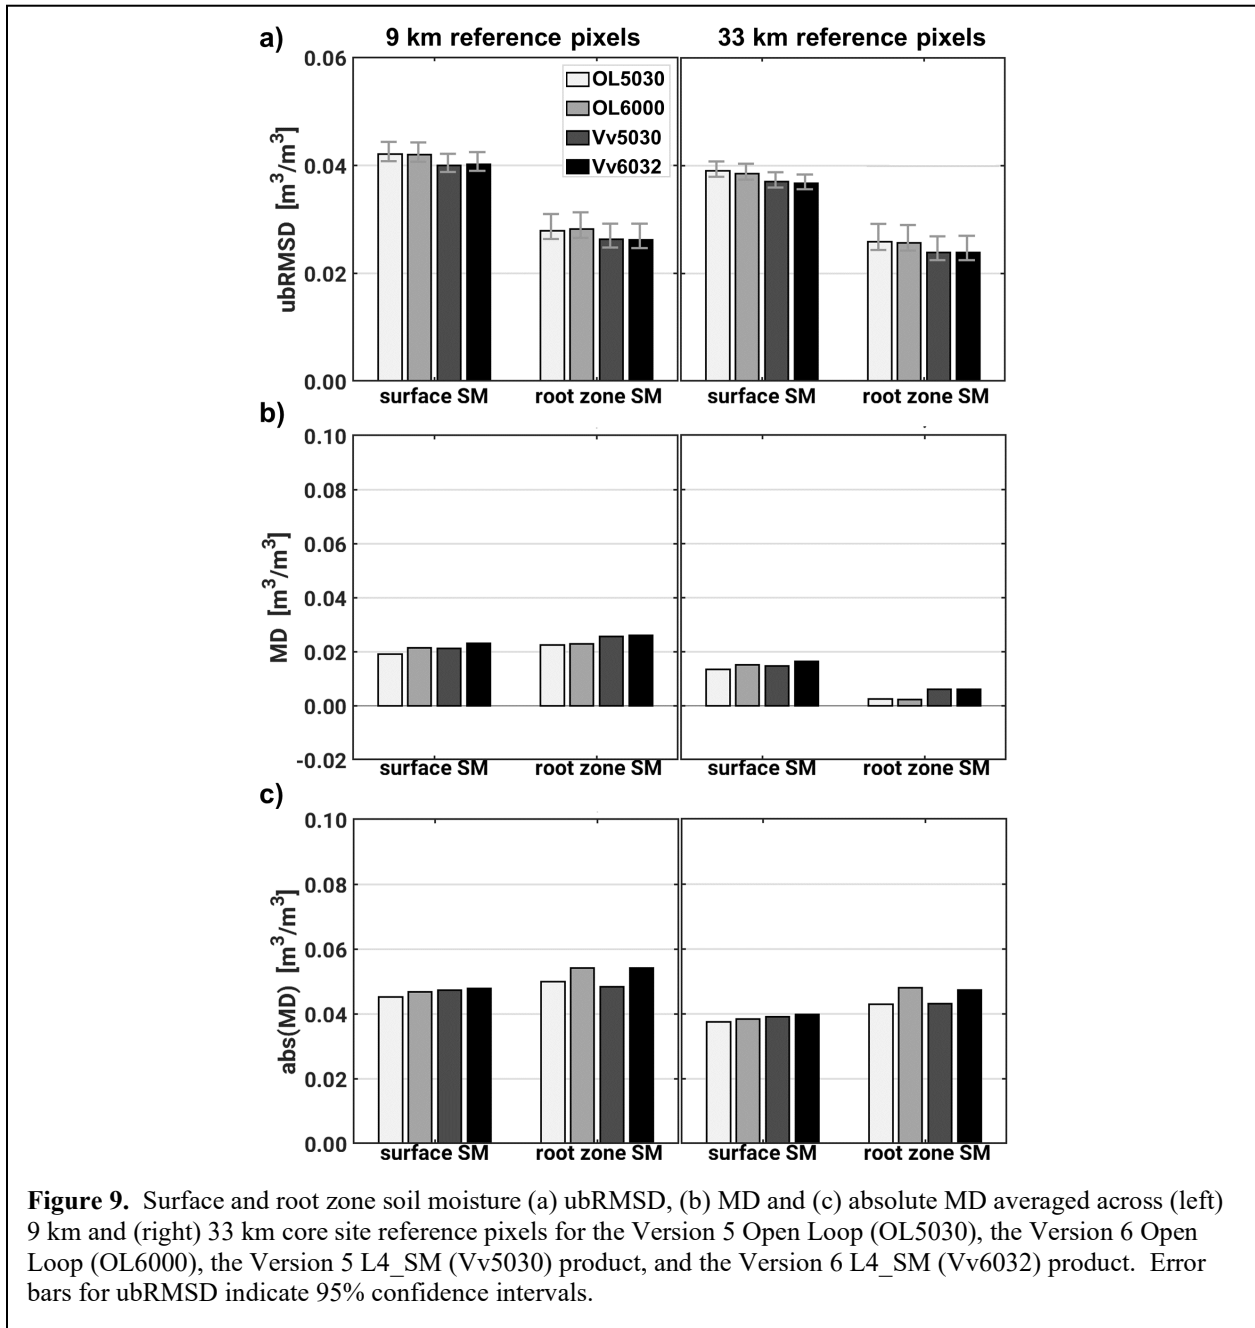 a)
9 km reference pixels
33 km reference pixels
ubRMSD [m³/m³]
0.06
0.04
0.02
0.00
OL5030
OL6000
Vv5030
Vv6032
surface SM
root zone SM
surface SM
root zone SM
b)
MD [m³/m³]
0.10
0.08
0.06
0.04
0.02
0.00
-0.02
surface SM
root zone SM
surface SM
root zone SM
c)
abs(MD) [m³/m³]
0.10
0.08
0.06
0.04
0.02
0.00
surface SM
root zone SM
surface SM
root zone SM
Figure 9. Surface and root zone soil moisture (a) ubRMSD, (b) MD and (c) absolute MD averaged across (left)
9 km and (right) 33 km core site reference pixels for the Version 5 Open Loop (OL5030), the Version 6 Open
Loop (OL6000), the Version 5 L4_SM (Vv5030) product, and the Version 6 L4_SM (Vv6032) product. Error
bars for ubRMSD indicate 95% confidence intervals.